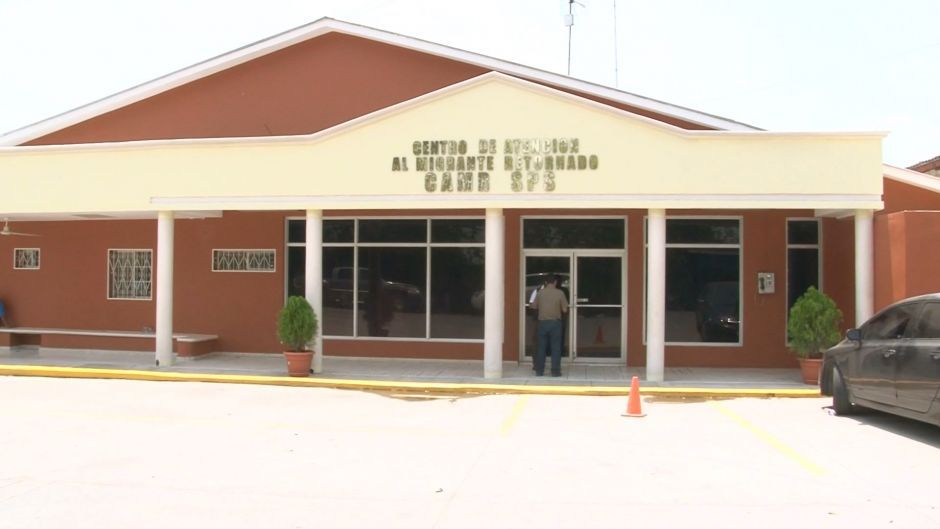 CENTRO DE ATENCION
AL MIGRANTE RETORNADO
CAMR SPS